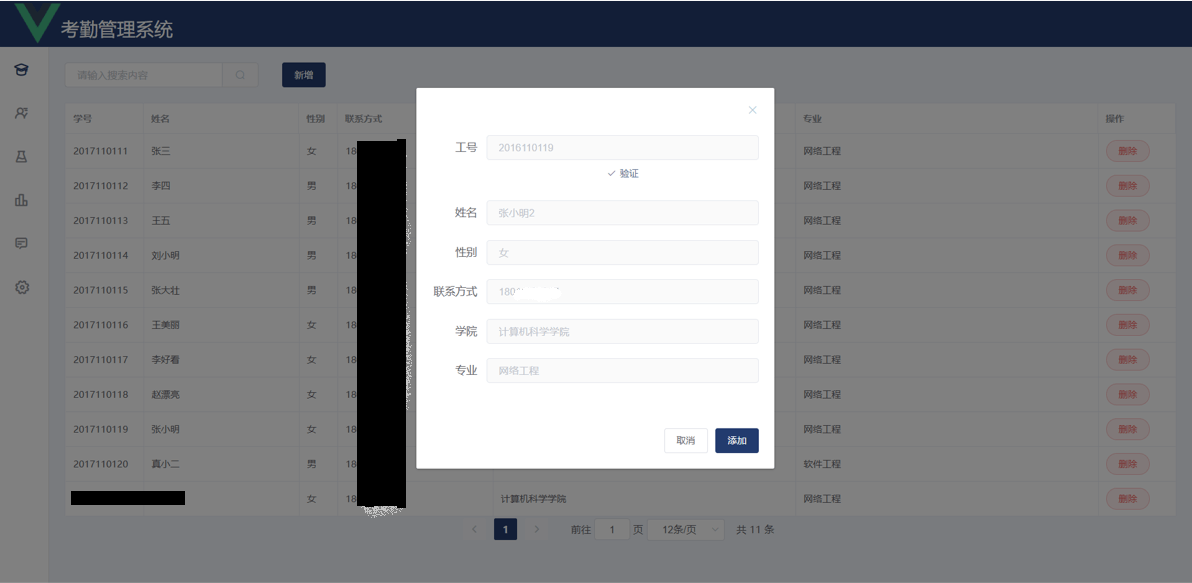 考勤管理系统
请输入搜索内容
新增
学号 姓名 性别 联系方式 专业 操作
2017110111 张三 女 18 网络工程 删除
2017110112 李四 男 18 网络工程 删除
2017110113 王五 男 18 网络工程 删除
2017110114 刘小明 男 18 网络工程 删除
2017110115 张大壮 男 18 网络工程 删除
2017110116 王美丽 女 18 网络工程 删除
2017110117 李好看 女 18 网络工程 删除
2017110118 赵漂亮 女 18 网络工程 删除
2017110119 张小明 女 18 网络工程 删除
2017110120 真小二 男 18 软件工程 删除
女 18 计算机科学学院 网络工程 删除
工号 2016110119
验证
姓名 张小明2
性别 女
联系方式 180
学院 计算机科学学院
专业 网络工程
取消 添加
1 前往 1 页 12条/页 共 11 条